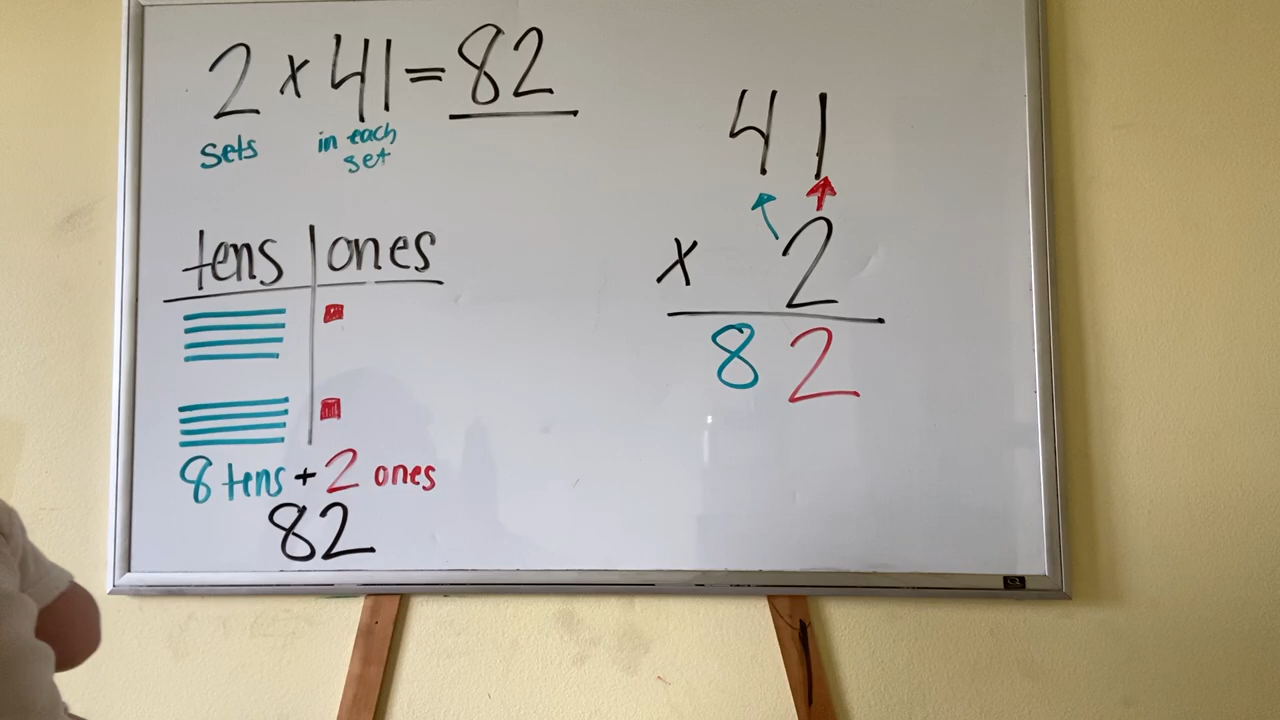 2 × 41 = 82
sets in each
set
tens ones
8 tens + 2 ones
82
41
× 2
82